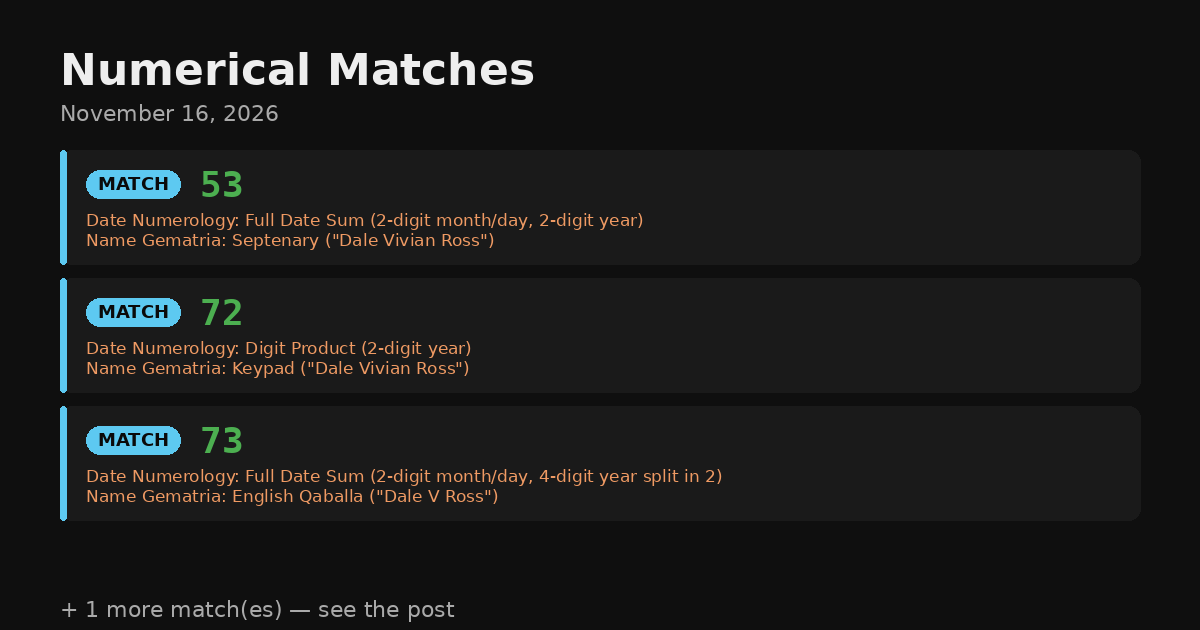 Numerical Matches
November 16, 2026
MATCH 53
Date Numerology: Full Date Sum (2-digit month/day, 2-digit year)
Name Gematria: Septenary ("Dale Vivian Ross")
MATCH 72
Date Numerology: Digit Product (2-digit year)
Name Gematria: Keypad ("Dale Vivian Ross")
MATCH 73
Date Numerology: Full Date Sum (2-digit month/day, 4-digit year split in 2)
Name Gematria: English Qaballa ("Dale V Ross")
+ 1 more match(es) — see the post